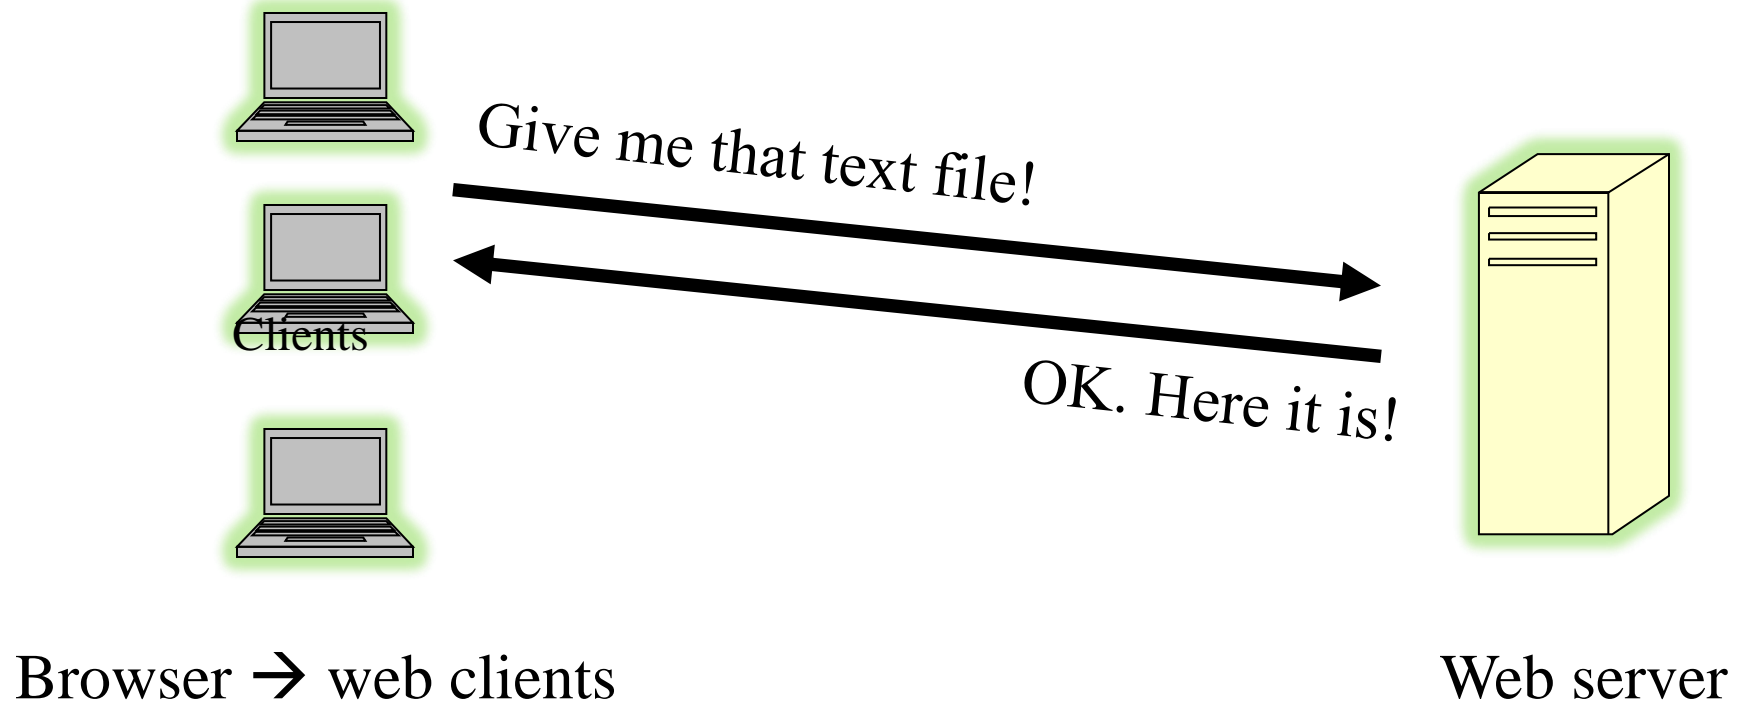 Give me that text file!
Clients
OK. Here it is!
Browser → web clients
Web server